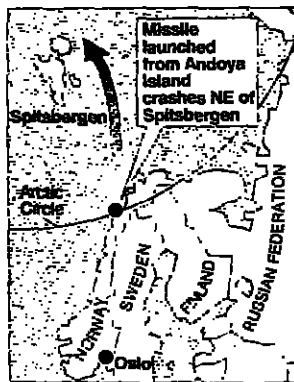 Missile
launched
from Andoya
Island
crashes NE of
Spitsbergen
Spitsbergen
Arctic
Circle
NORWAY
SWEDEN
FINLAND
RUSSIAN FEDERATION
Oslo